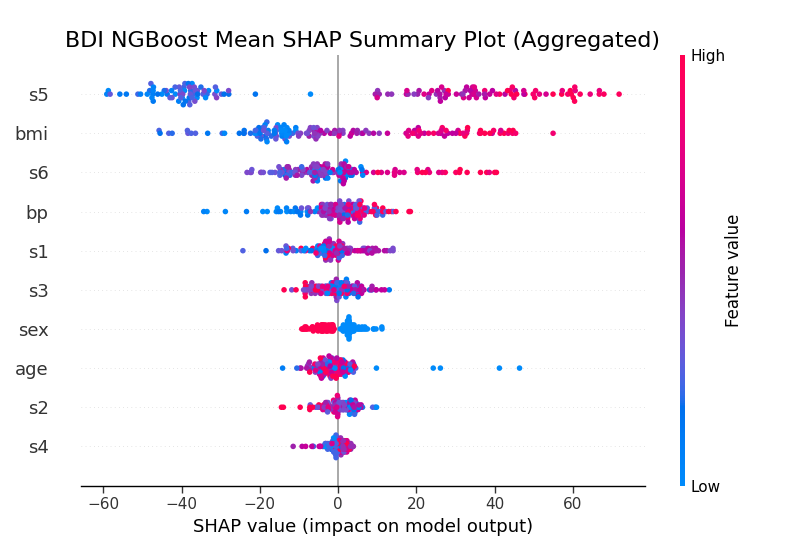 BDI NGBoost Mean SHAP Summary Plot (Aggregated)
High
s5
bmi
s6
bp
s1
s3
sex
age
s2
s4
Feature value
Low
−60 −40 −20 0 20 40 60
SHAP value (impact on model output)